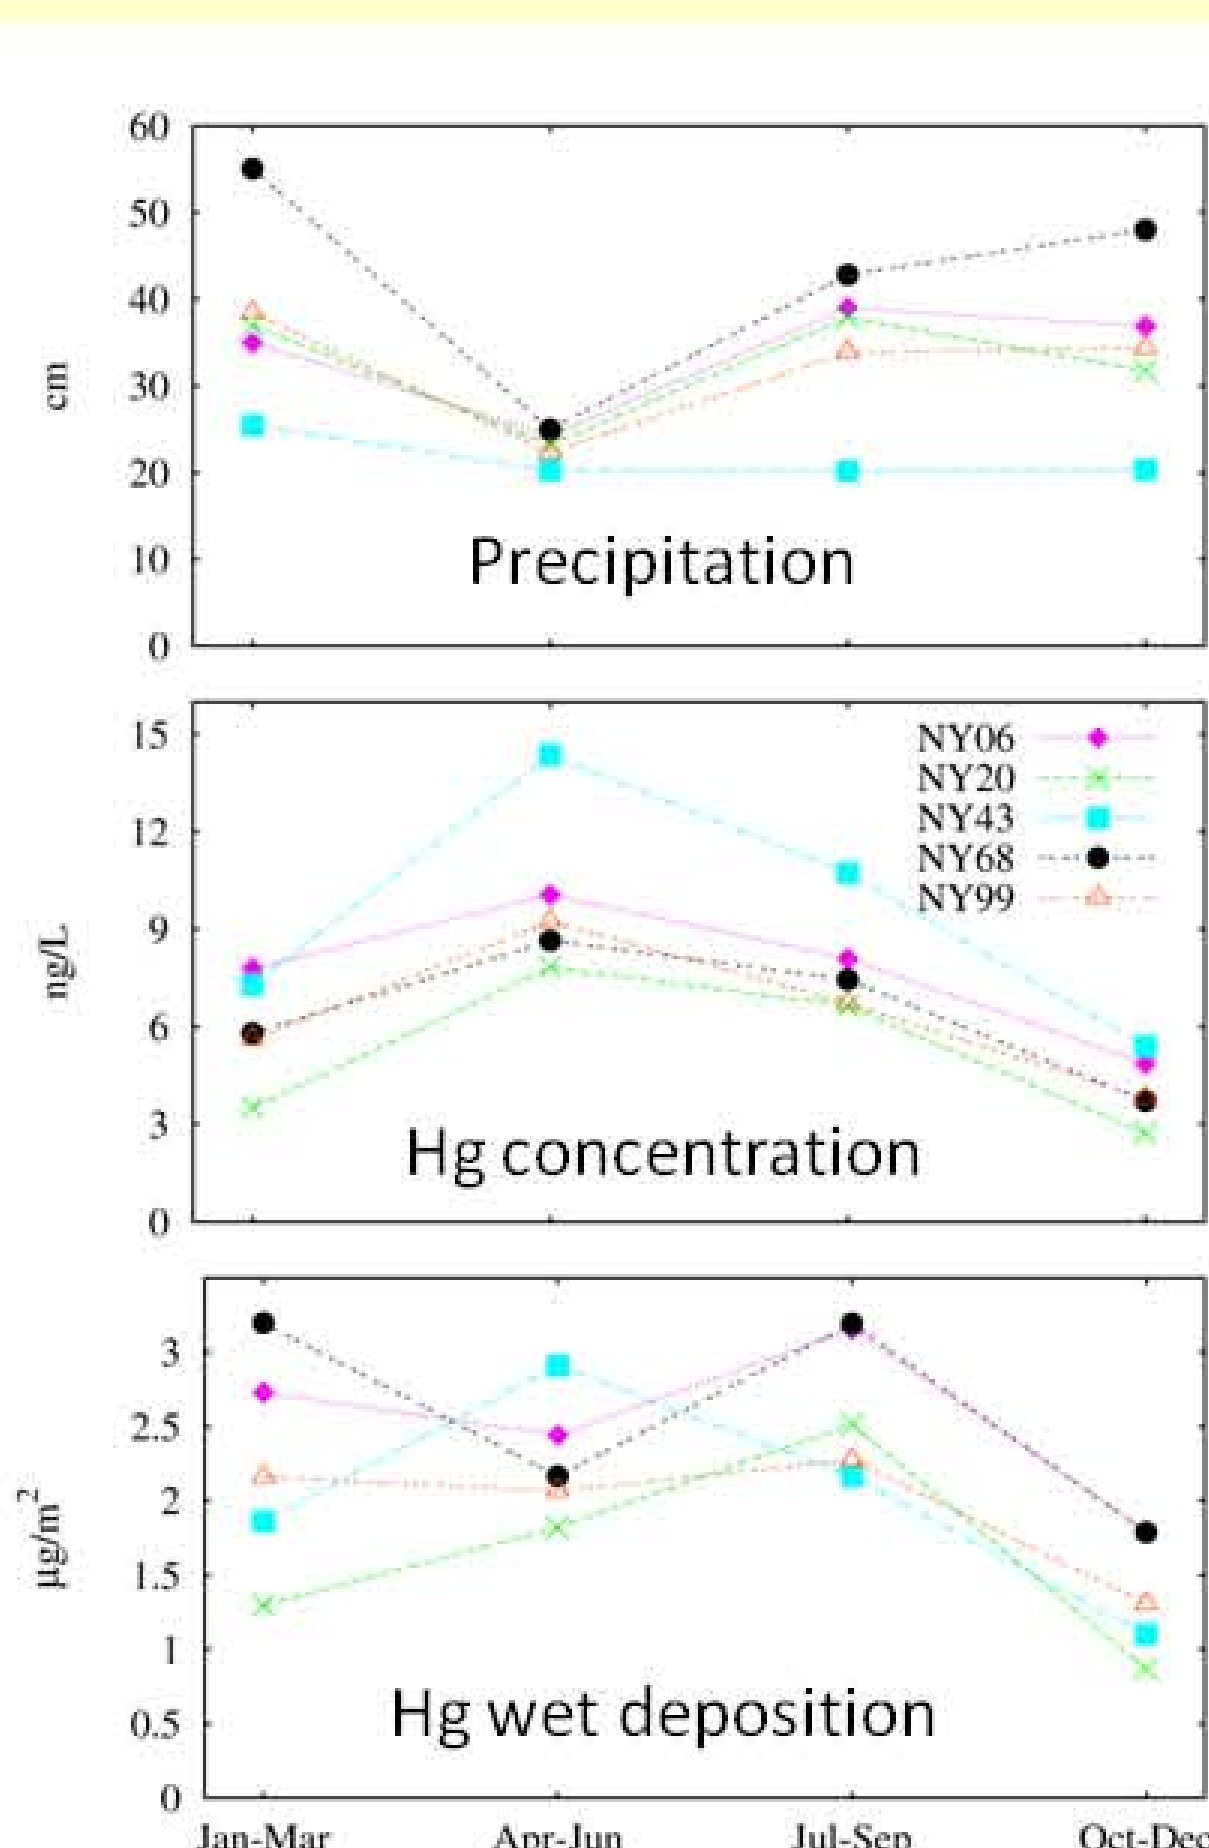 60
50
40
30
20
10
0
cm
Precipitation
15
12
9
6
3
0
ng/L
NY06
NY20
NY43
NY68
NY99
Hg concentration
3
2.5
2
1.5
1
0.5
0
µg/m²
Hg wet deposition
Jan-Mar Apr-Jun Jul-Sep Oct-Dec